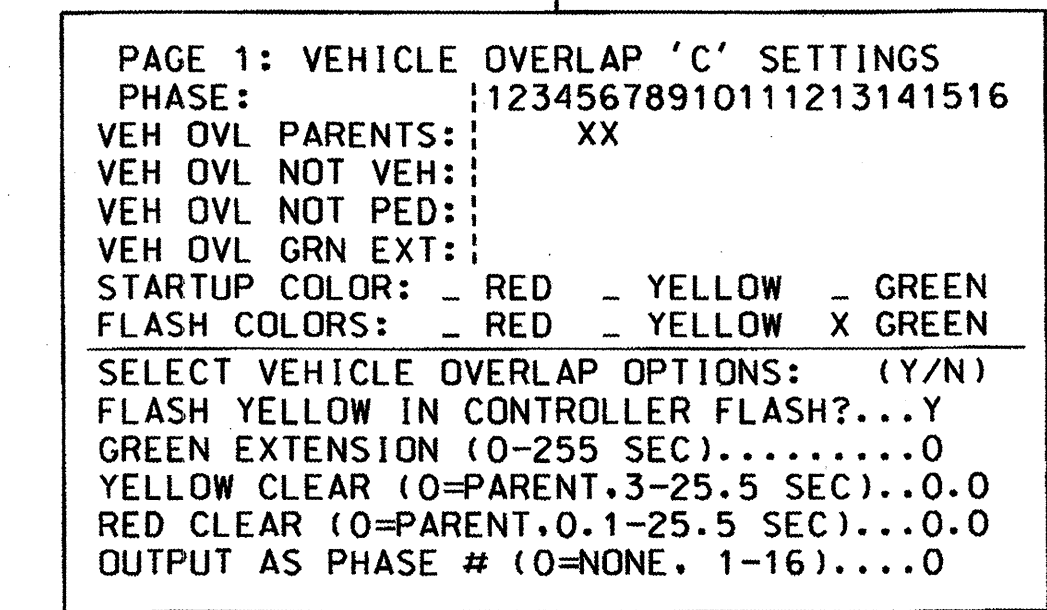 PAGE 1: VEHICLE OVERLAP 'C' SETTINGS
PHASE:          ¦12345678910111213141516
VEH OVL PARENTS:¦    XX
VEH OVL NOT VEH:¦
VEH OVL NOT PED:¦
VEH OVL GRN EXT:¦
STARTUP COLOR: _ RED  _ YELLOW  _ GREEN
FLASH COLORS:  _ RED  _ YELLOW  X GREEN
SELECT VEHICLE OVERLAP OPTIONS:   (Y/N)
FLASH YELLOW IN CONTROLLER FLASH?...Y
GREEN EXTENSION (0-255 SEC).........0
YELLOW CLEAR (0=PARENT,3-25.5 SEC)..0.0
RED CLEAR (0=PARENT,0.1-25.5 SEC)...0.0
OUTPUT AS PHASE # (0=NONE, 1-16)....0